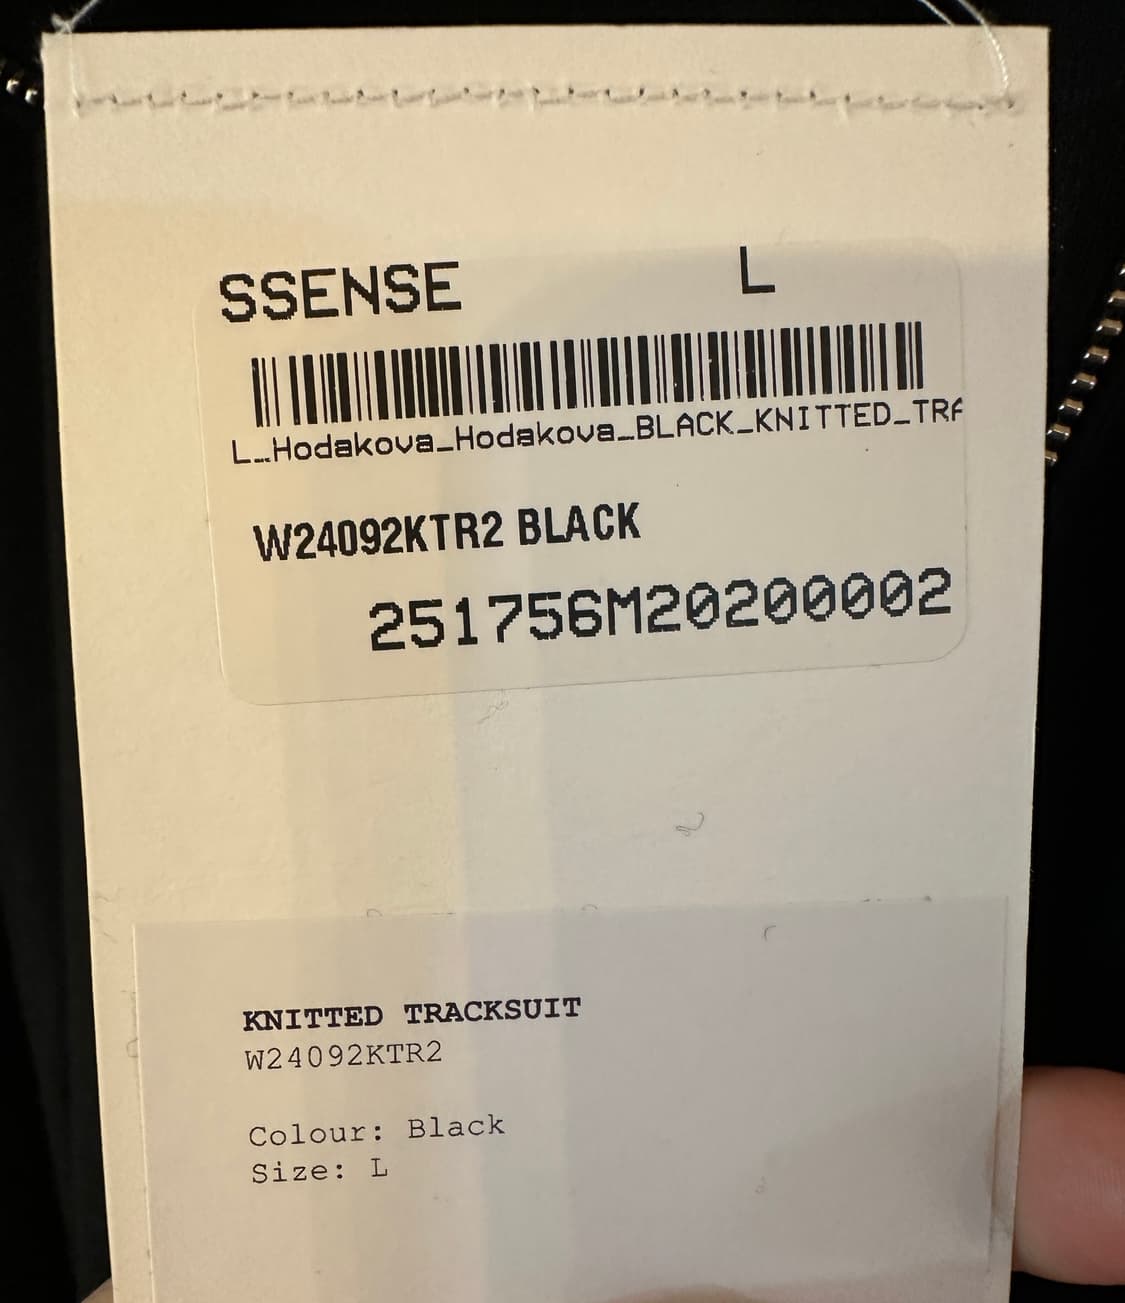 SSENSE L
L_Hodakova_Hodakova_BLACK_KNITTED_TRA
W24092KTR2 BLACK
251756M20200002
KNITTED TRACKSUIT
W24092KTR2
Colour: Black
Size: L